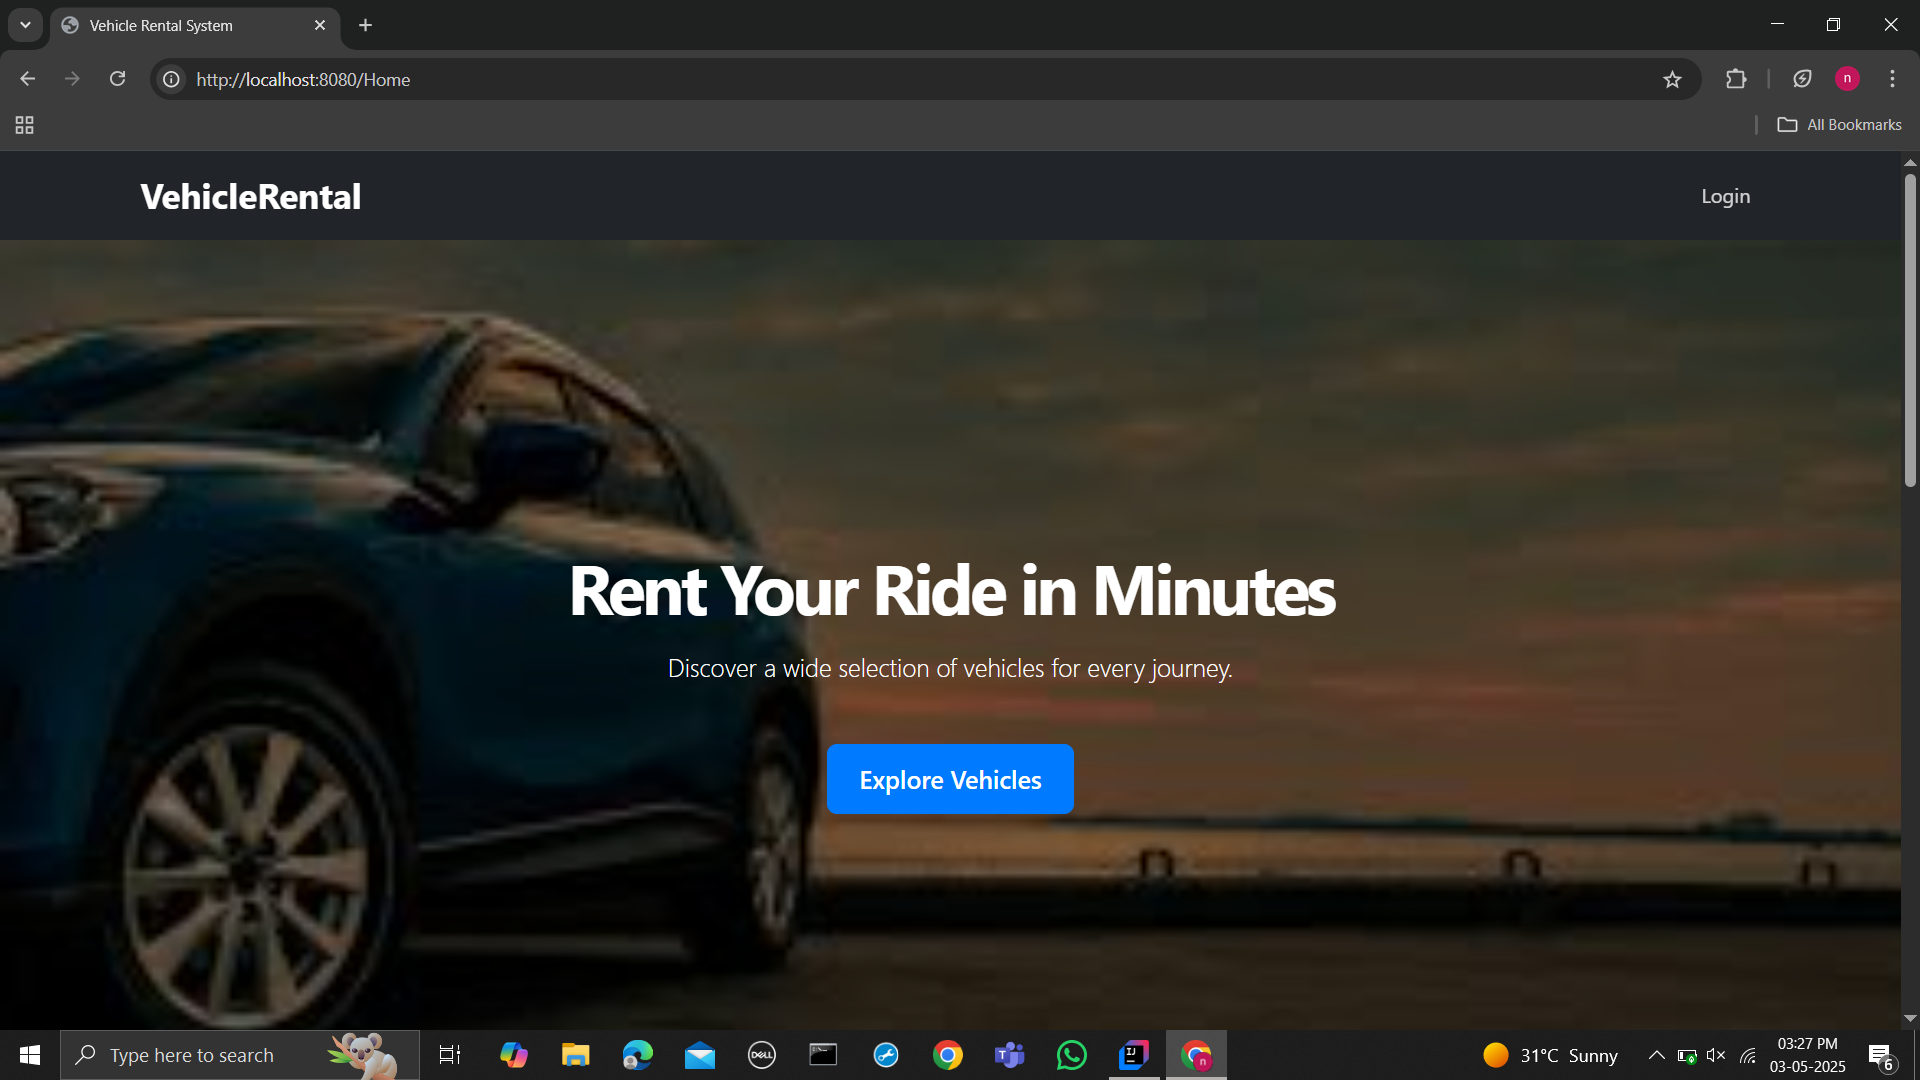 Vehicle Rental System
http://localhost:8080/Home
n
All Bookmarks
VehicleRental
Login
Rent Your Ride in Minutes
Discover a wide selection of vehicles for every journey.
Explore Vehicles
Type here to search
DELL
T
IJ
n
31°C Sunny
03:27 PM
03-05-2025
6